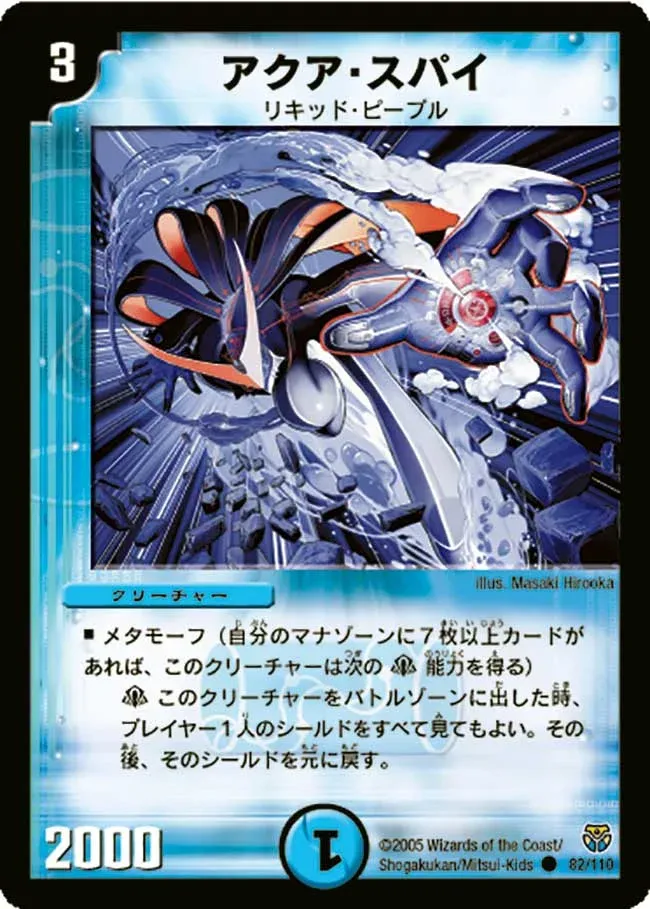 3
アクア・スパイ
リキッド・ピープル
illus. Masaki Hirooka
クリーチャー
■ メタモーフ（自分のマナゾーンに７枚以上カードが
あれば、このクリーチャーは次の 能力を得る）
このクリーチャーをバトルゾーンに出した時、
プレイヤー１人のシールドをすべて見てもよい。その
後、そのシールドを元に戻す。
2000
1
©2005 Wizards of the Coast/
Shogakukan/Mitsui-Kids ● 82/110